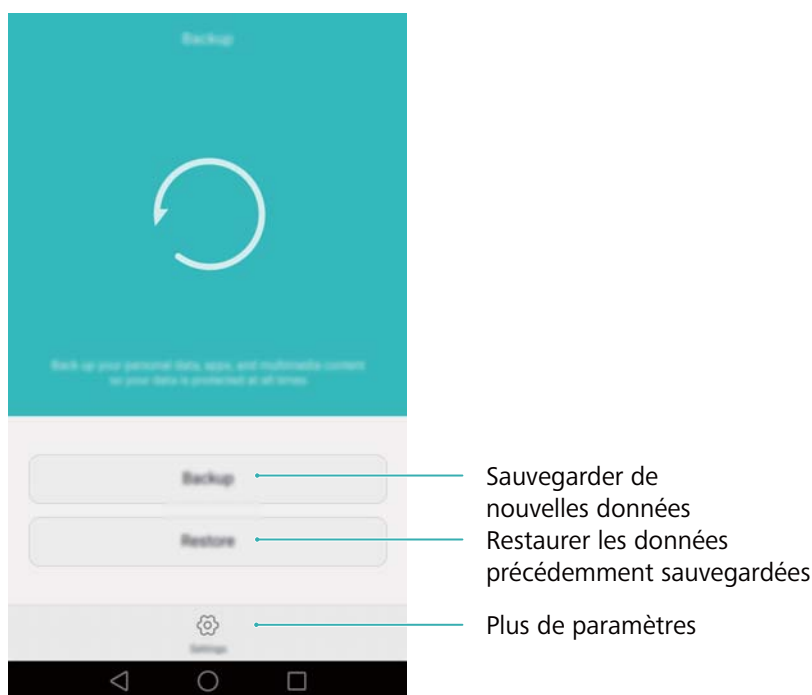 Backup
Back up your personal data, apps, and multimedia content
so your data is protected at all times
Backup
Sauvegarder de
nouvelles données
Restore
Restaurer les données
précédemment sauvegardées
Settings
Plus de paramètres